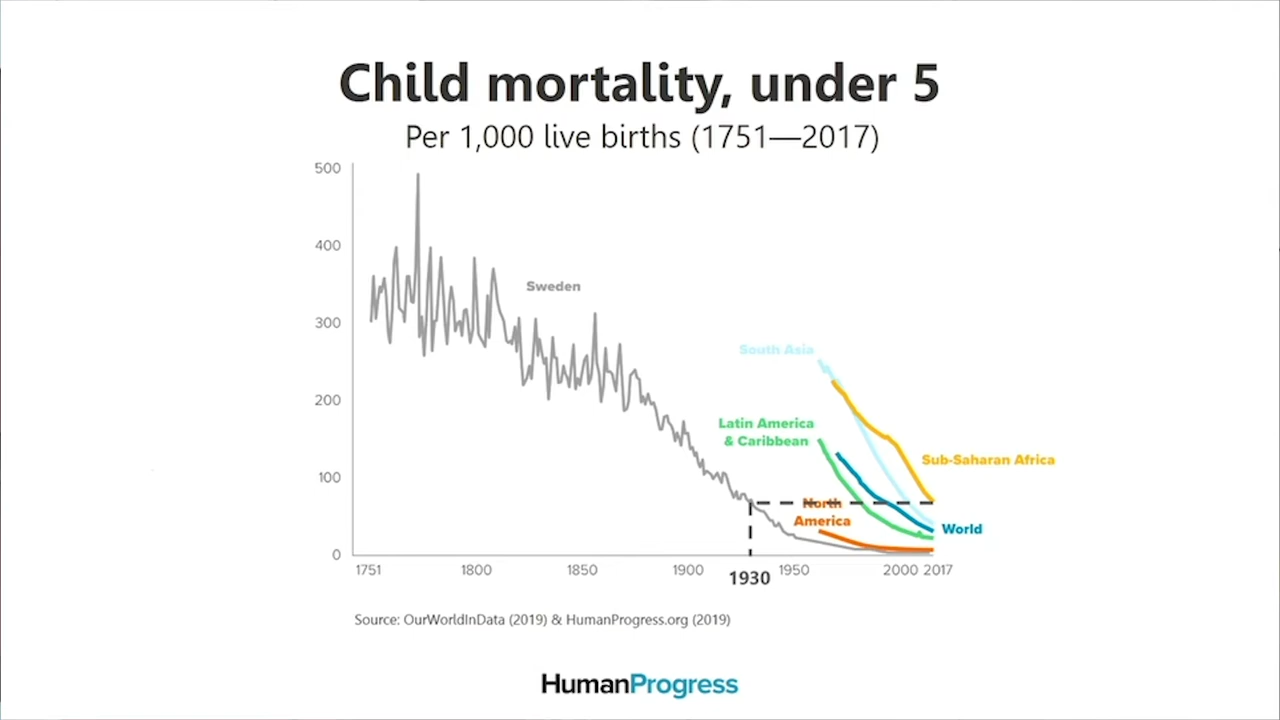 Child mortality, under 5
Per 1,000 live births (1751—2017)
500
400
300
200
100
0
Sweden
South Asia
Latin America
& Caribbean
Sub-Saharan Africa
North
America
World
1751
1800
1850
1900
1930
1950
2000
2017
Source: OurWorldInData (2019) & HumanProgress.org (2019)
HumanProgress